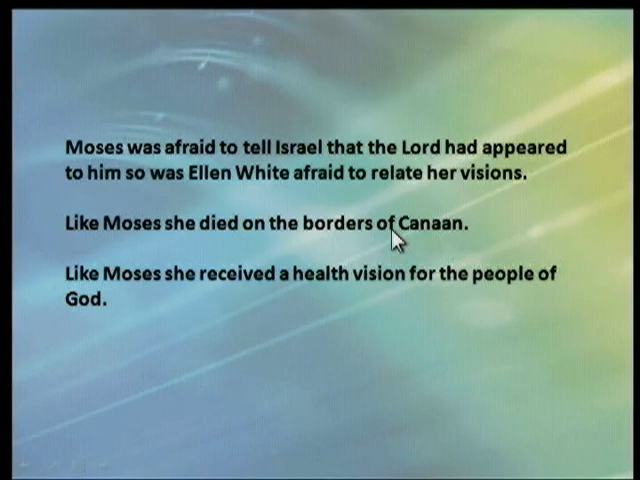 Moses was afraid to tell Israel that the Lord had appeared
to him so was Ellen White afraid to relate her visions.
Like Moses she died on the borders of Canaan.
Like Moses she received a health vision for the people of
God.